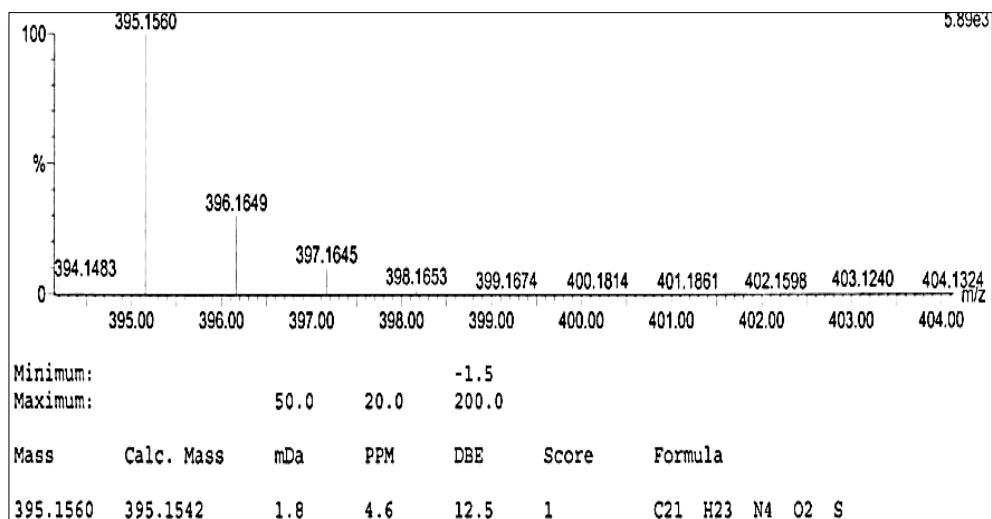 395.1560
5.89e3
100
%
396.1649
397.1645
394.1483 398.1653 399.1674 400.1814 401.1861 402.1598 403.1240 404.1324
0
m/z
395.00 396.00 397.00 398.00 399.00 400.00 401.00 402.00 403.00 404.00
Minimum: -1.5
Maximum: 50.0 20.0 200.0
Mass Calc. Mass mDa PPM DBE Score Formula
395.1560 395.1542 1.8 4.6 12.5 1 C21 H23 N4 O2 S